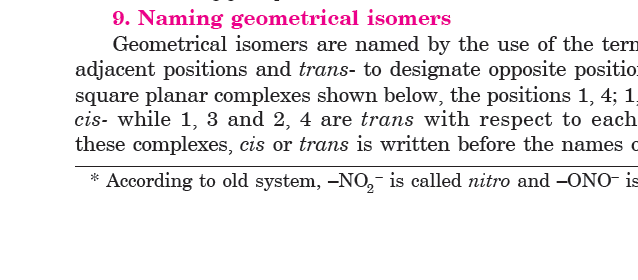 9. Naming geometrical isomers
Geometrical isomers are named by the use of the term
adjacent positions and trans- to designate opposite
square planar complexes shown below, the positions 1, 4; 1,
cis- while 1, 3 and 2, 4 are trans with respect to each
these complexes, cis or trans is written before the names
* According to old system, –NO₂⁻ is called nitro and –ONO⁻ is